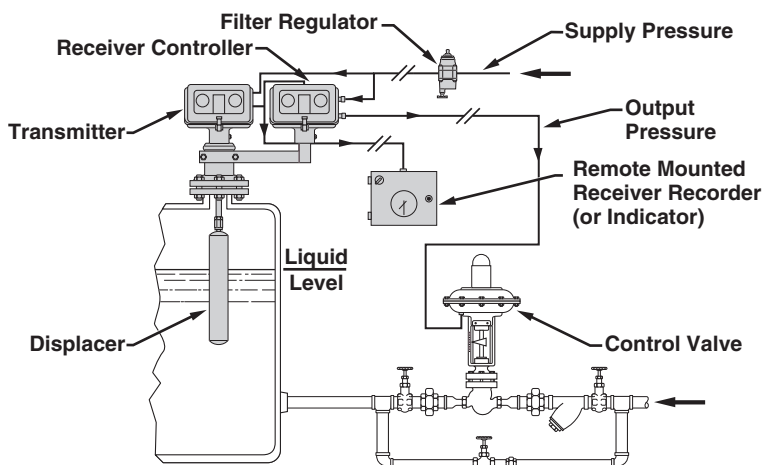 Filter Regulator
Supply Pressure
Receiver Controller
Transmitter
Output
Pressure
Remote Mounted
Receiver Recorder
(or Indicator)
Liquid
Level
Displacer
Control Valve